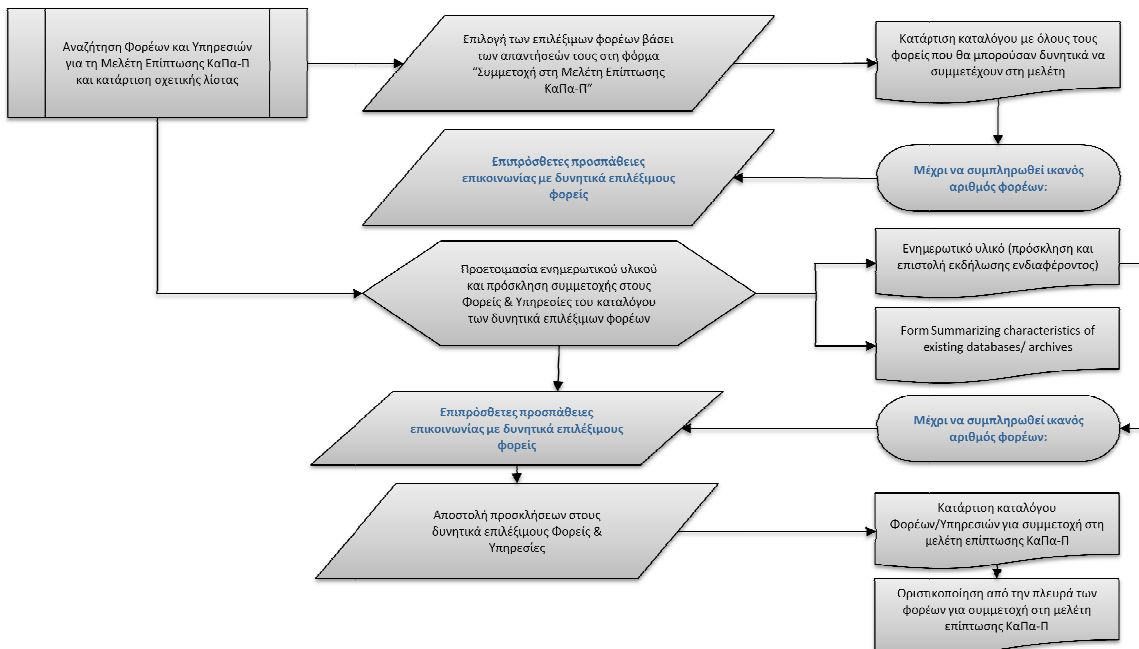 Αναζήτηση Φορέων και Υπηρεσιών
για τη Μελέτη Επίπτωσης ΚαΠα-Π
και κατάρτιση σχετικής λίστας
Επιλογή των επιλέξιμων φορέων βάσει
των απαντήσεών τους στη φόρμα
“Συμμετοχή στη Μελέτη Επίπτωσης
ΚαΠα-Π”
Κατάρτιση καταλόγου με όλους τους
φορείς που θα μπορούσαν δυνητικά να
συμμετέχουν στη μελέτη
Επιπρόσθετες προσπάθειες
επικοινωνίας με δυνητικά επιλέξιμους
φορείς
Μέχρι να συμπληρωθεί ικανός
αριθμός φορέων:
Προετοιμασία ενημερωτικού υλικού
και πρόσκληση συμμετοχής στους
Φορείς & Υπηρεσίες του καταλόγου
των δυνητικά επιλέξιμων φορέων
Ενημερωτικό υλικό (πρόσκληση και
επιστολή εκδήλωσης ενδιαφέροντος)
Form Summarizing characteristics of
existing databases/ archives
Επιπρόσθετες προσπάθειες
επικοινωνίας με δυνητικά επιλέξιμους
φορείς
Μέχρι να συμπληρωθεί ικανός
αριθμός φορέων:
Αποστολή προσκλήσεων στους
δυνητικά επιλέξιμους Φορείς &
Υπηρεσίες
Κατάρτιση καταλόγου
Φορέων/Υπηρεσιών για συμμετοχή στη
μελέτη επίπτωσης ΚαΠα-Π
Οριστικοποίηση από την πλευρά των
φορέων για συμμετοχή στη μελέτη
επίπτωσης ΚαΠα-Π